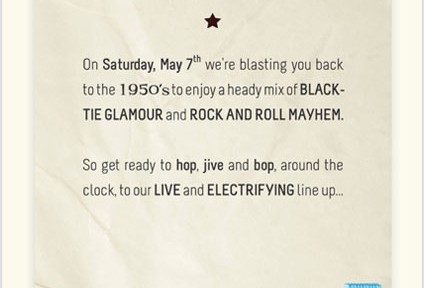 On Saturday, May 7th we're blasting you back
to the 1950's to enjoy a heady mix of BLACK-
TIE GLAMOUR and ROCK AND ROLL MAYHEM.
So get ready to hop, jive and bop, around the
clock, to our LIVE and ELECTRIFYING line up...